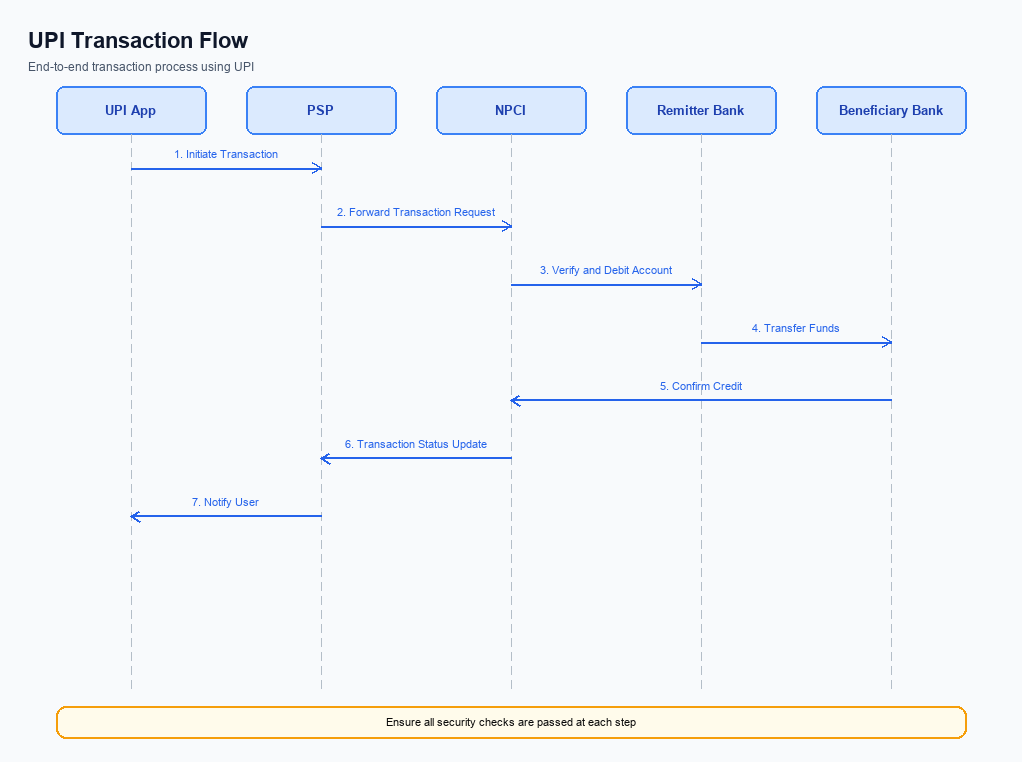 UPI Transaction Flow
End-to-end transaction process using UPI
UPI App
PSP
NPCI
Remitter Bank
Beneficiary Bank
1. Initiate Transaction
2. Forward Transaction Request
3. Verify and Debit Account
4. Transfer Funds
5. Confirm Credit
6. Transaction Status Update
7. Notify User
Ensure all security checks are passed at each step